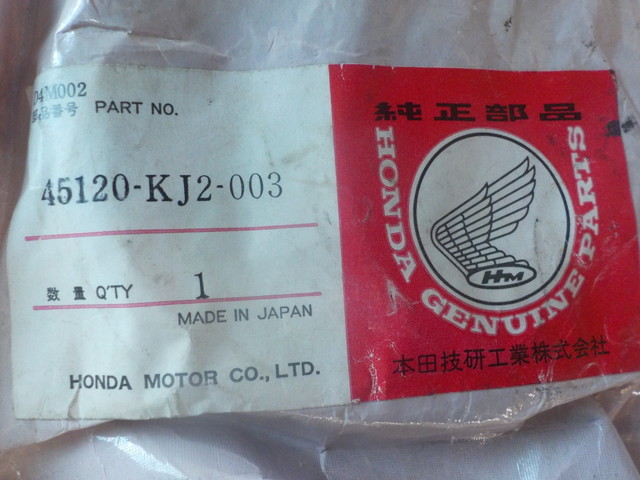 04M002
部品番号 PART NO.
45120-KJ2-003
数量 Q'TY 1
MADE IN JAPAN
HONDA MOTOR CO., LTD.
純正部品
HONDA GENUINE PARTS
HM
本田技研工業株式会社